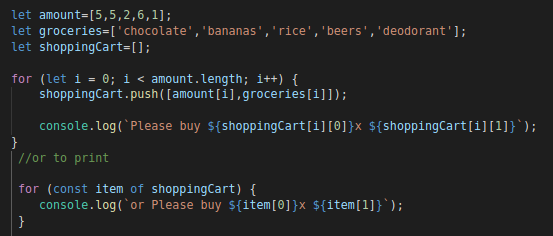 let amount=[5,5,2,6,1];
let groceries=['chocolate','bananas','rice','beers','deodorant'];
let shoppingCart=[];
for (let i = 0; i < amount.length; i++) {
shoppingCart.push([amount[i],groceries[i]]);
console.log(`Please buy ${shoppingCart[i][0]}x ${shoppingCart[i][1]}`);
}
//or to print
for (const item of shoppingCart) {
console.log(`or Please buy ${item[0]}x ${item[1]}`);
}